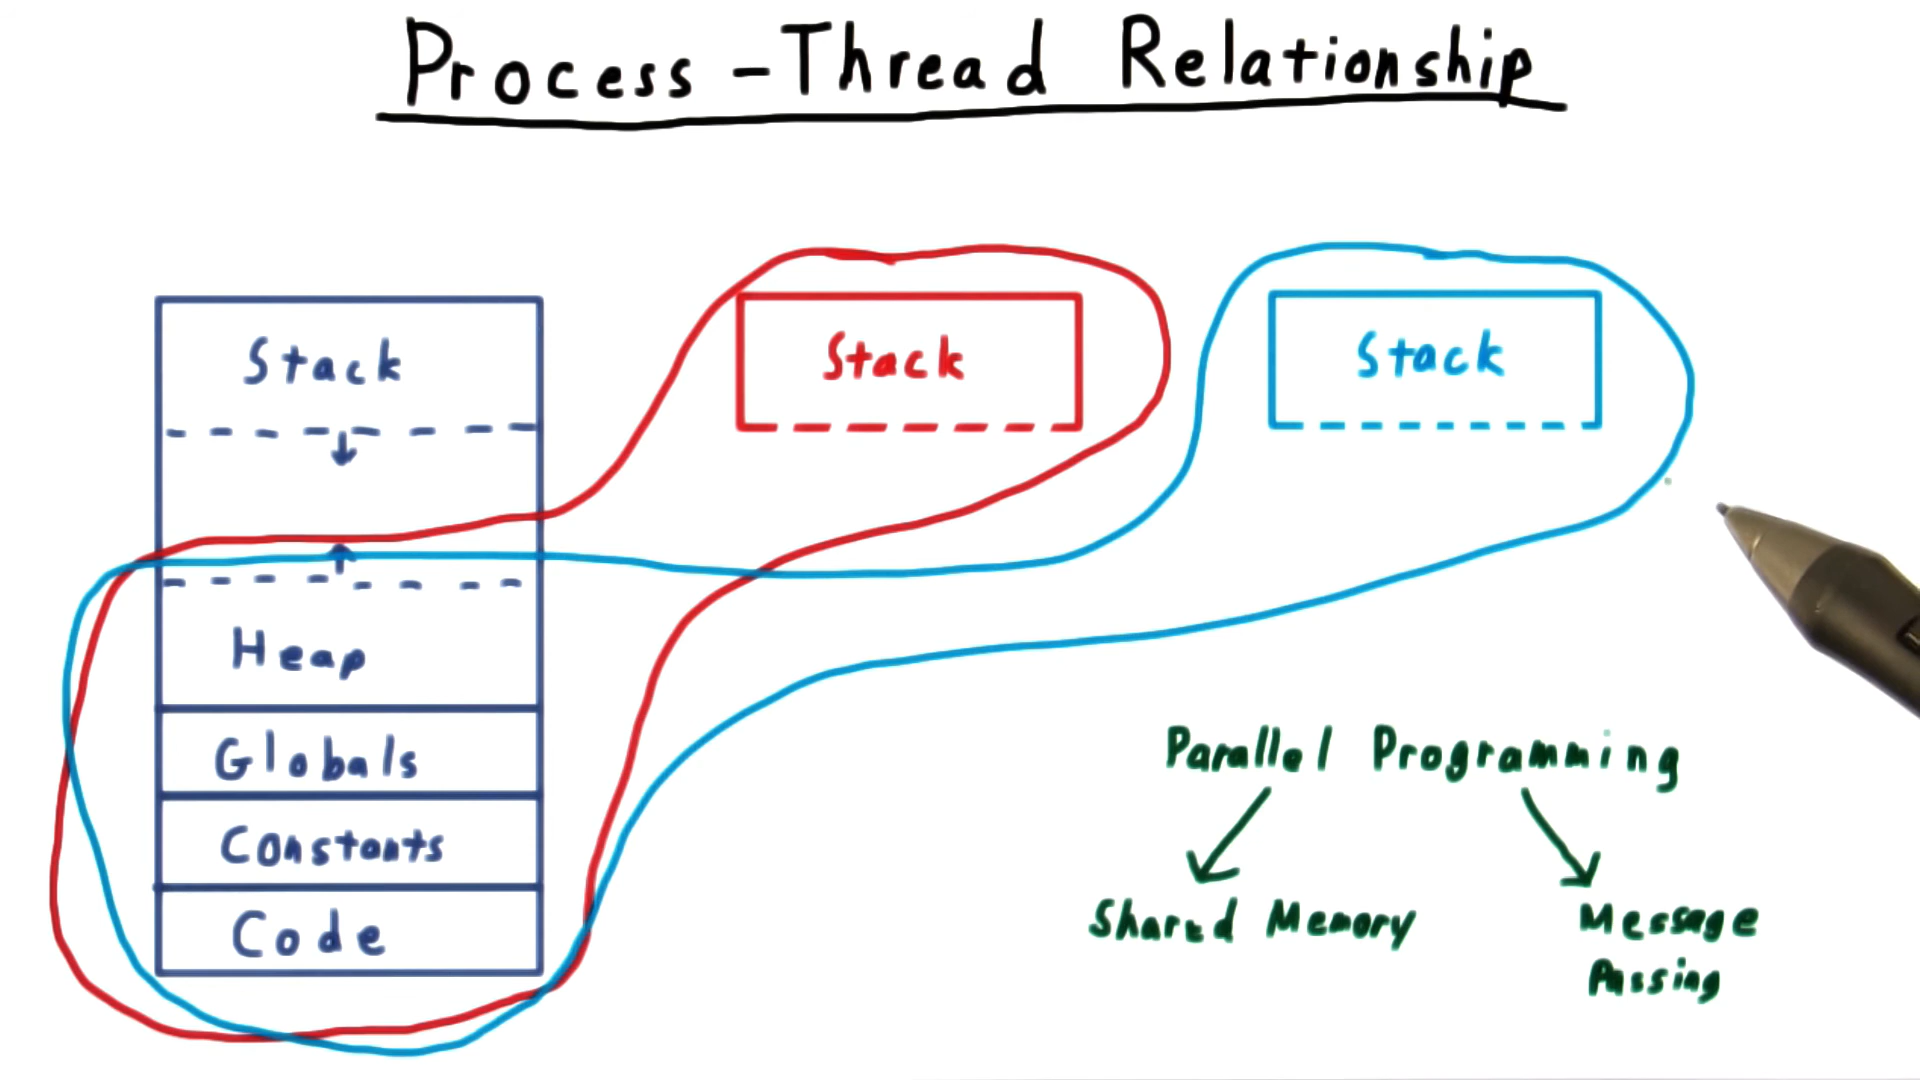 Process - Thread Relationship
Stack
Stack
Stack
Heap
Globals
Constants
Code
Parallel Programming
Shared Memory
Message
Passing